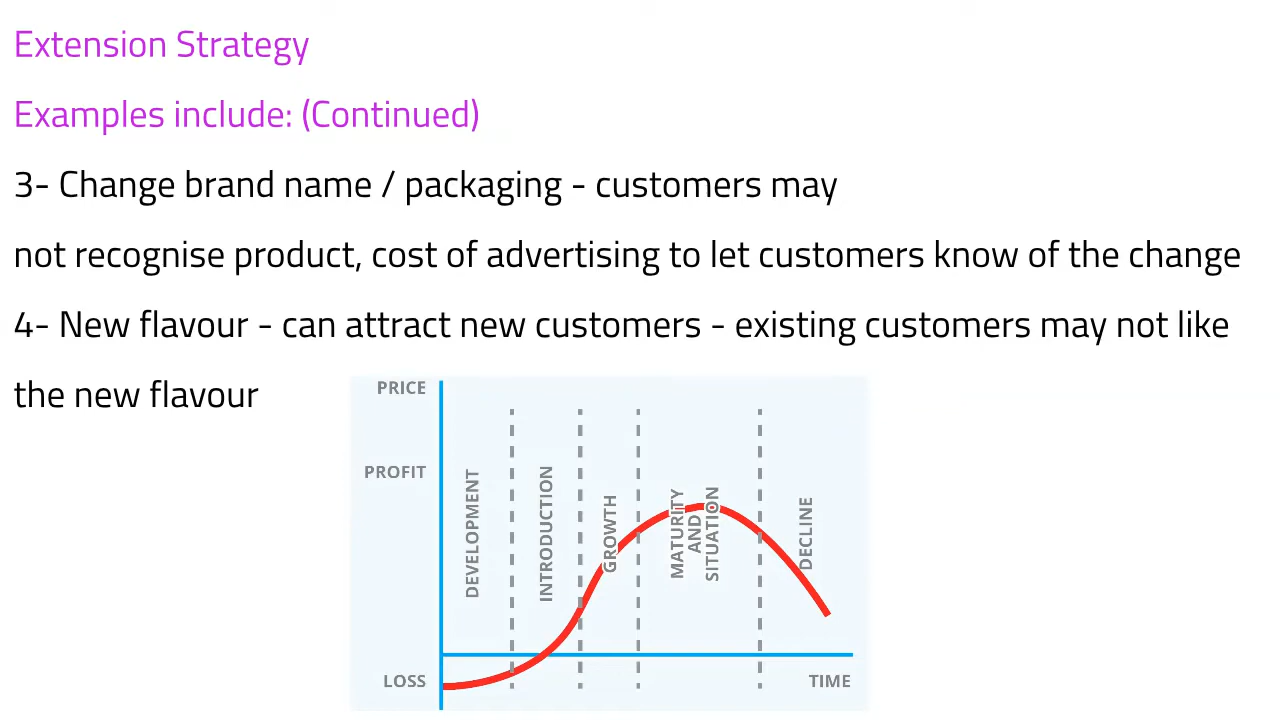 Extension Strategy
Examples include: (Continued)
3- Change brand name / packaging - customers may
not recognise product, cost of advertising to let customers know of the change
4- New flavour - can attract new customers - existing customers may not like
the new flavour
PRICE
PROFIT
LOSS
DEVELOPMENT
INTRODUCTION
GROWTH
MATURITY
AND
SITUATION
DECLINE
TIME